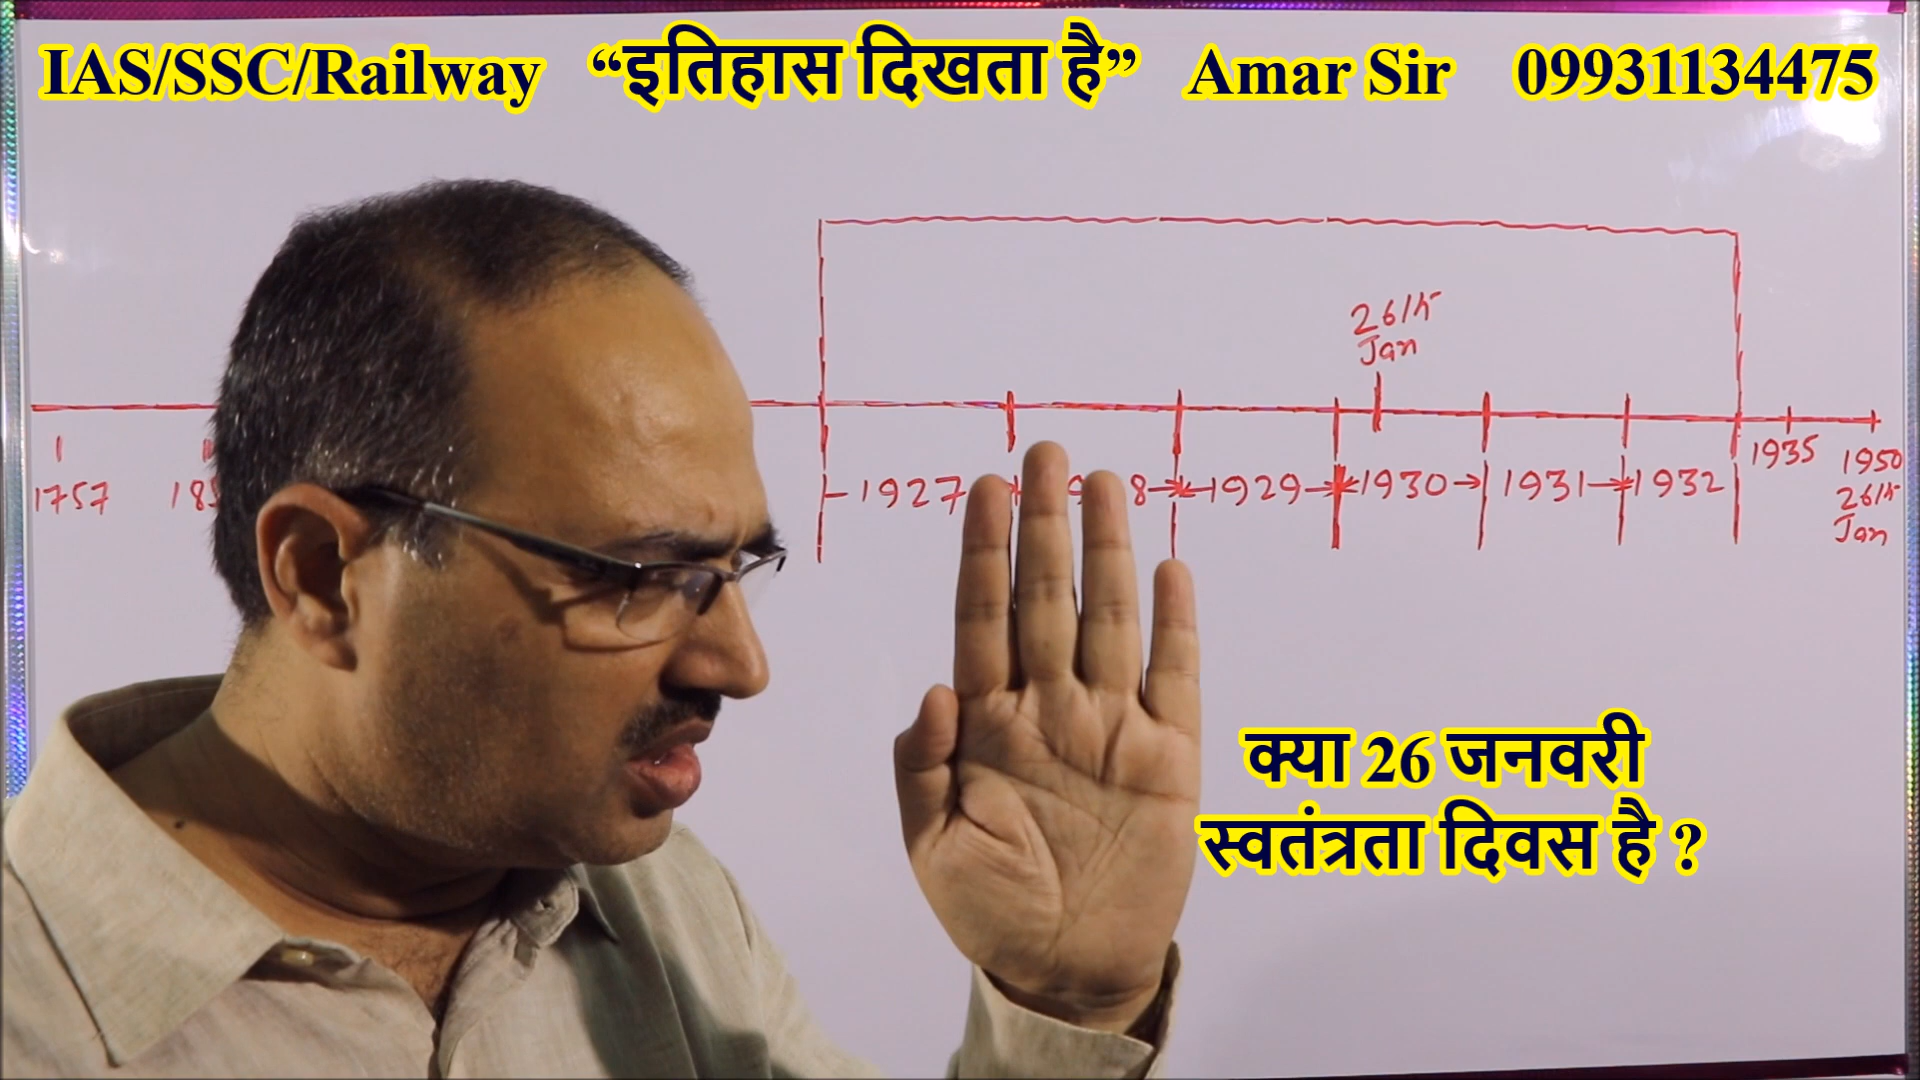 IAS/SSC/Railway “इतिहास दिखता है” Amar Sir 09931134475
26th
Jan
1757
1927 1929 1930 1931 1932
1935
1950
26th
Jan
क्या 26 जनवरी
स्वतंत्रता दिवस है ?